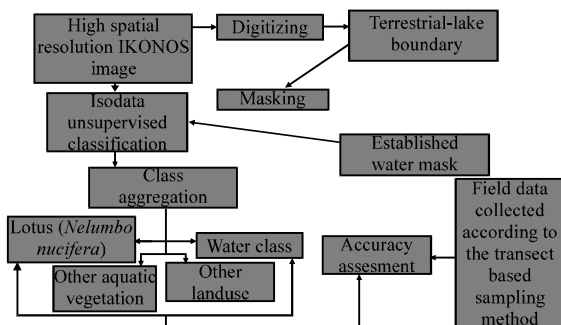 High spatial
resolution IKONOS
image
Digitizing
Terrestrial-lake
boundary
Masking
Isodata
unsupervised
classification
Established
water mask
Class
aggregation
Lotus (Nelumbo
nucifera)
Water class
Other aquatic
vegetation
Other
landuse
Accuracy
assesment
Field data
collected
according to
the transect
based
sampling
method